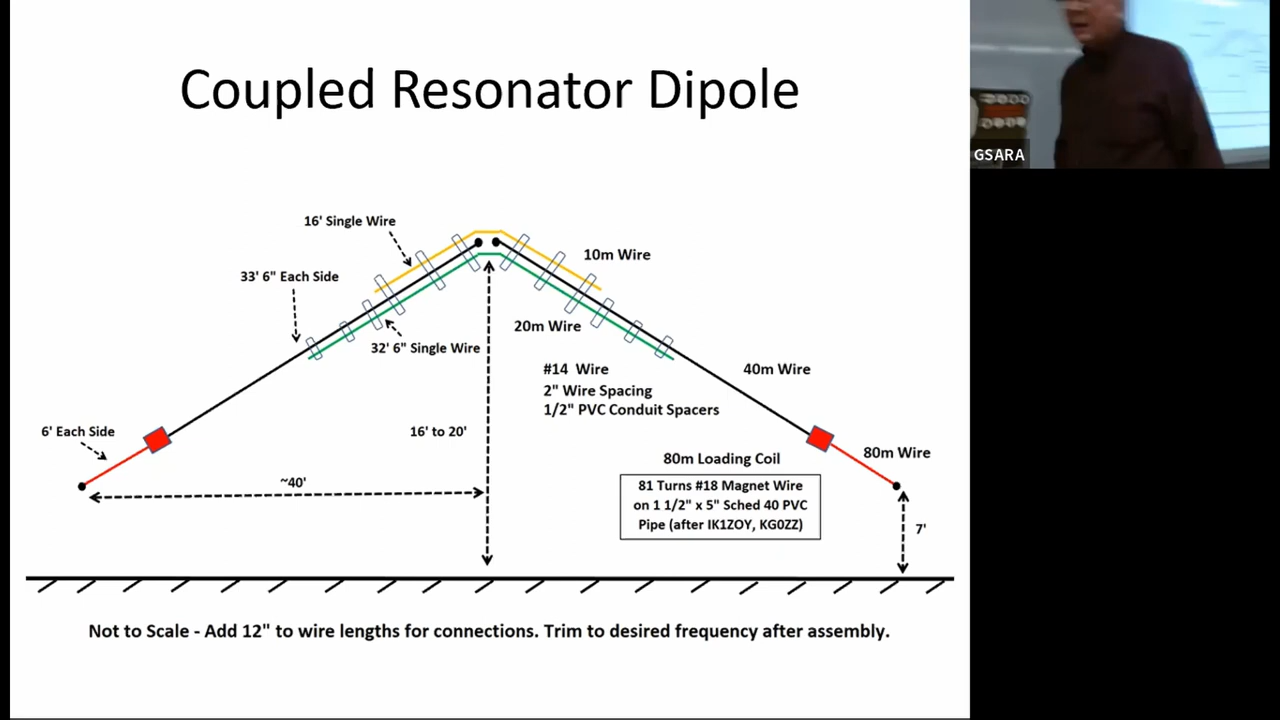 Coupled Resonator Dipole
GSARA
16' Single Wire
10m Wire
33' 6" Each Side
20m Wire
32' 6" Single Wire
#14 Wire
2" Wire Spacing
1/2" PVC Conduit Spacers
40m Wire
6' Each Side
16' to 20'
80m Wire
80m Loading Coil
~40'
81 Turns #18 Magnet Wire
on 1 1/2" x 5" Sched 40 PVC
Pipe (after IK1ZOY, KG0ZZ)
7'
Not to Scale - Add 12" to wire lengths for connections. Trim to desired frequency after assembly.